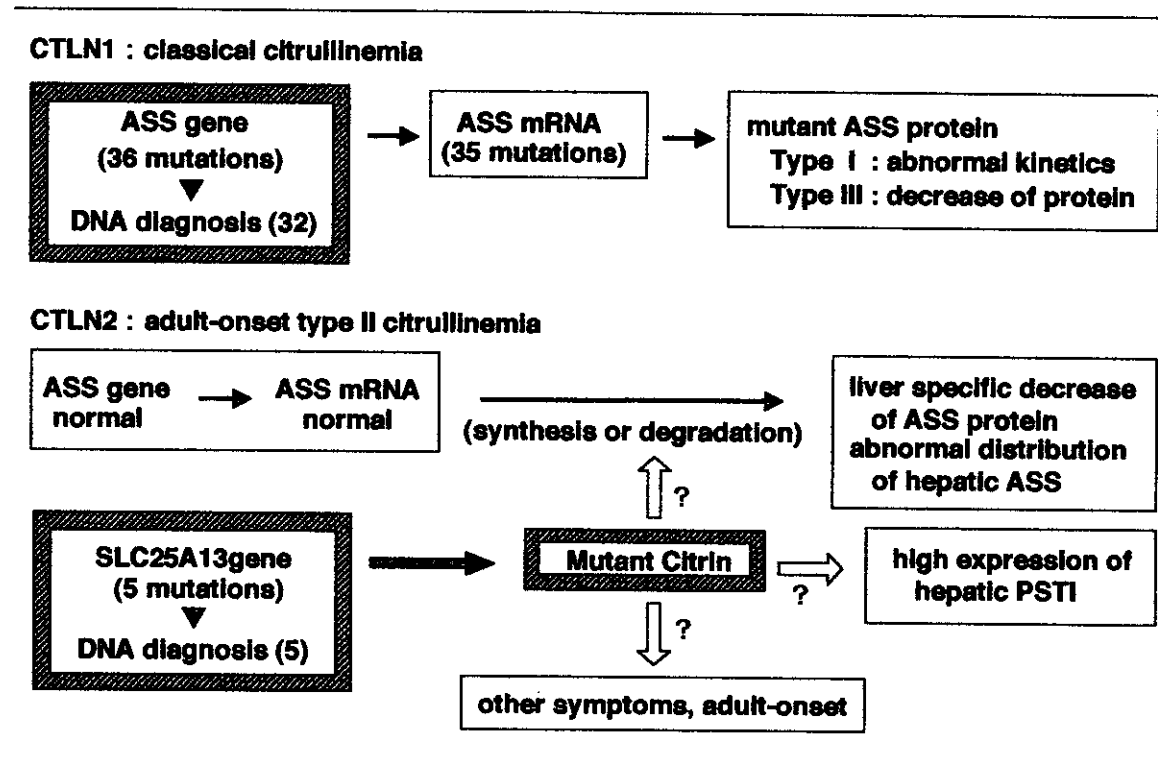 CTLN1 : classical citrullinemia
ASS gene
(36 mutations)
DNA diagnosis (32)
ASS mRNA
(35 mutations)
mutant ASS protein
Type I : abnormal kinetics
Type III : decrease of protein
CTLN2 : adult-onset type II citrullinemia
ASS gene
normal
ASS mRNA
normal
(synthesis or degradation)
liver specific decrease
of ASS protein
abnormal distribution
of hepatic ASS
?
SLC25A13gene
(5 mutations)
DNA diagnosis (5)
Mutant Citrin
?
high expression of
hepatic PSTI
?
other symptoms, adult-onset